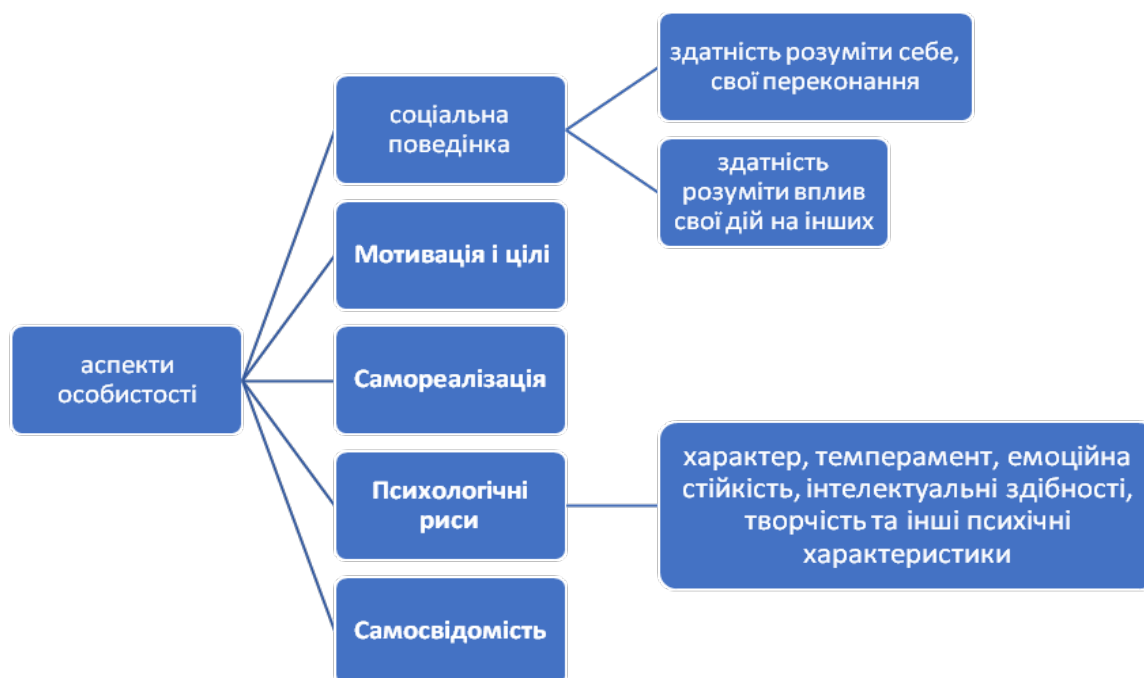 аспекти
особистості
соціальна
поведінка
здатність розуміти себе,
свої переконання
здатність
розуміти вплив
свої дій на інших
Мотивація і цілі
Самореалізація
Психологічні
риси
характер, темперамент, емоційна
стійкість, інтелектуальні здібності,
творчість та інші психічні
характеристики
Самосвідомість